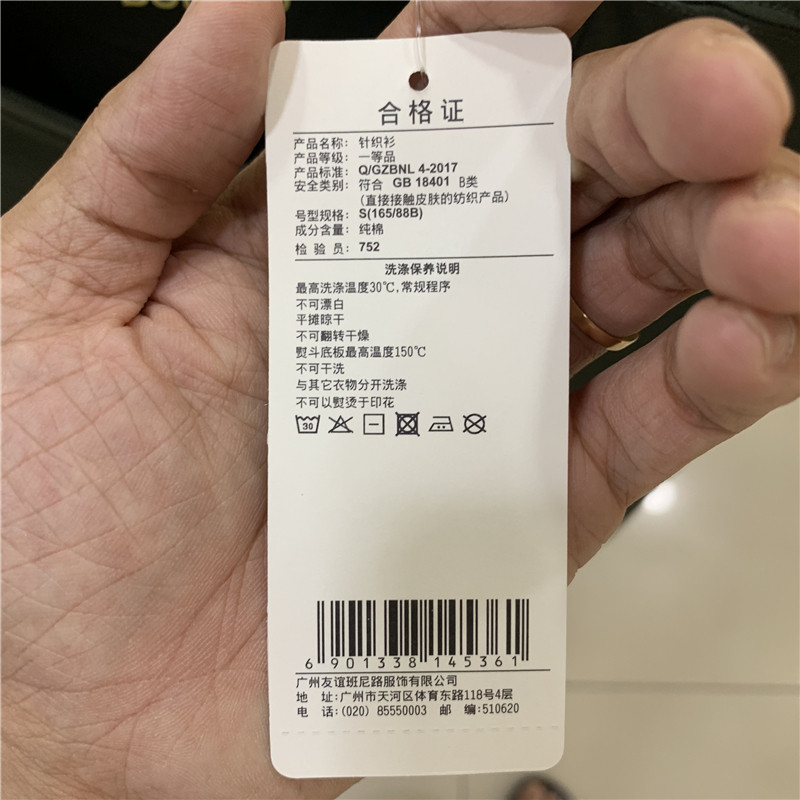 合格证
产品名称：针织衫
产品等级：一等品
产品标准：Q/GZBNL 4-2017
安全类别：符合 GB 18401 B类
(直接接触皮肤的纺织产品)
号型规格：S(165/88B)
成分含量：纯棉
检验员：752
洗涤保养说明
最高洗涤温度30℃,常规程序
不可漂白
平摊晾干
不可翻转干燥
熨斗底板最高温度150℃
不可干洗
与其它衣物分开洗涤
不可以熨烫于印花
30
6 901338 145361
广州友谊班尼路服饰有限公司
地 址:广州市天河区体育东路118号4层
电 话:(020) 85550003 邮 编:510620